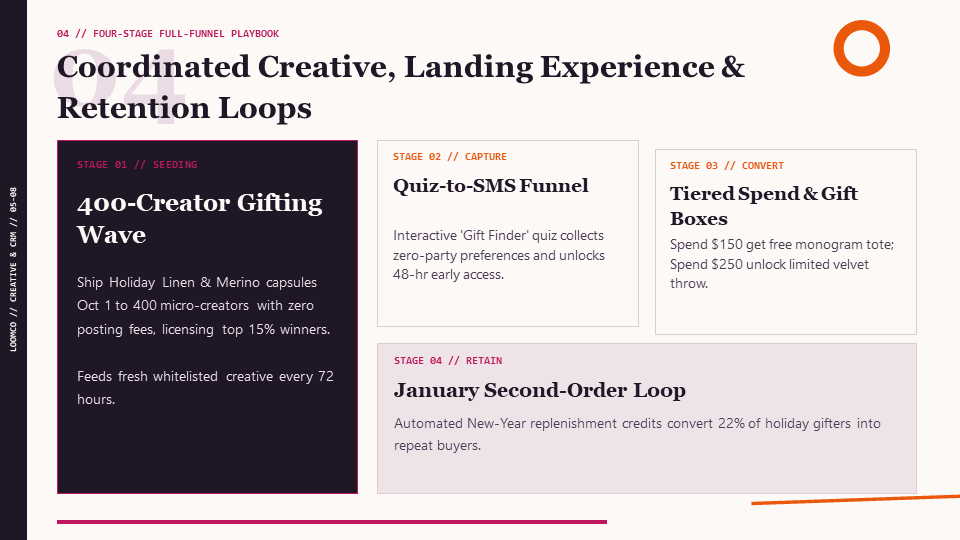 04 // FOUR-STAGE FULL-FUNNEL PLAYBOOK
04
Coordinated Creative, Landing Experience &
Retention Loops
STAGE 01 // SEEDING
400-Creator Gifting
Wave
Ship Holiday Linen & Merino capsules
Oct 1 to 400 micro-creators with zero
posting fees, licensing top 15% winners.
Feeds fresh whitelisted creative every 72
hours.
STAGE 02 // CAPTURE
Quiz-to-SMS Funnel
Interactive 'Gift Finder' quiz collects
zero-party preferences and unlocks
48-hr early access.
STAGE 03 // CONVERT
Tiered Spend & Gift
Boxes
Spend $150 get free monogram tote;
Spend $250 unlock limited velvet
throw.
STAGE 04 // RETAIN
January Second-Order Loop
Automated New-Year replenishment credits convert 22% of holiday gifters into
repeat buyers.
LOOMCO // CREATIVE & CRM // 05-08